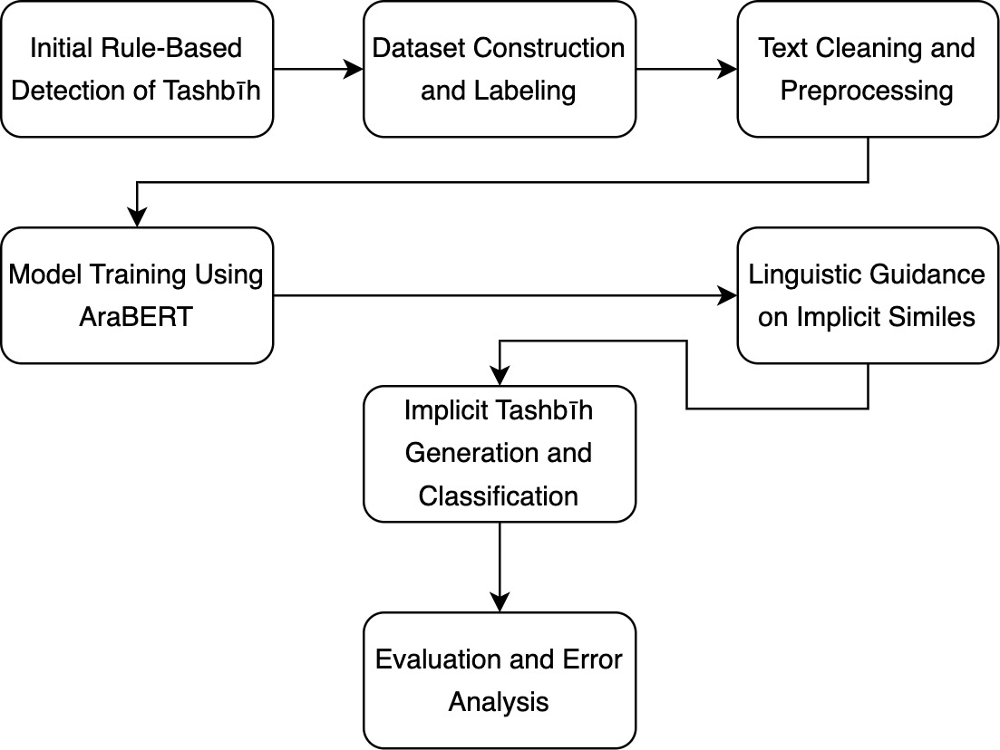 Initial Rule-Based
Detection of Tashbīh
Dataset Construction
and Labeling
Text Cleaning and
Preprocessing
Model Training Using
AraBERT
Linguistic Guidance
on Implicit Similes
Implicit Tashbīh
Generation and
Classification
Evaluation and Error
Analysis